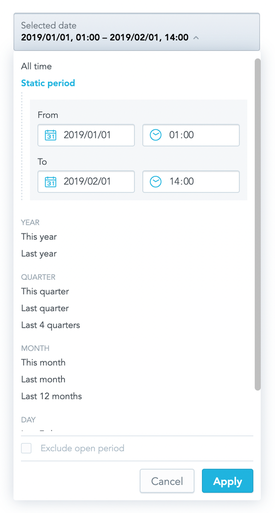 Selected date
2019/01/01, 01:00 – 2019/02/01, 14:00
All time
Static period
From
31 2019/01/01 01:00
To
31 2019/02/01 14:00
YEAR
This year
Last year
QUARTER
This quarter
Last quarter
Last 4 quarters
MONTH
This month
Last month
Last 12 months
DAY
Exclude open period
Cancel Apply